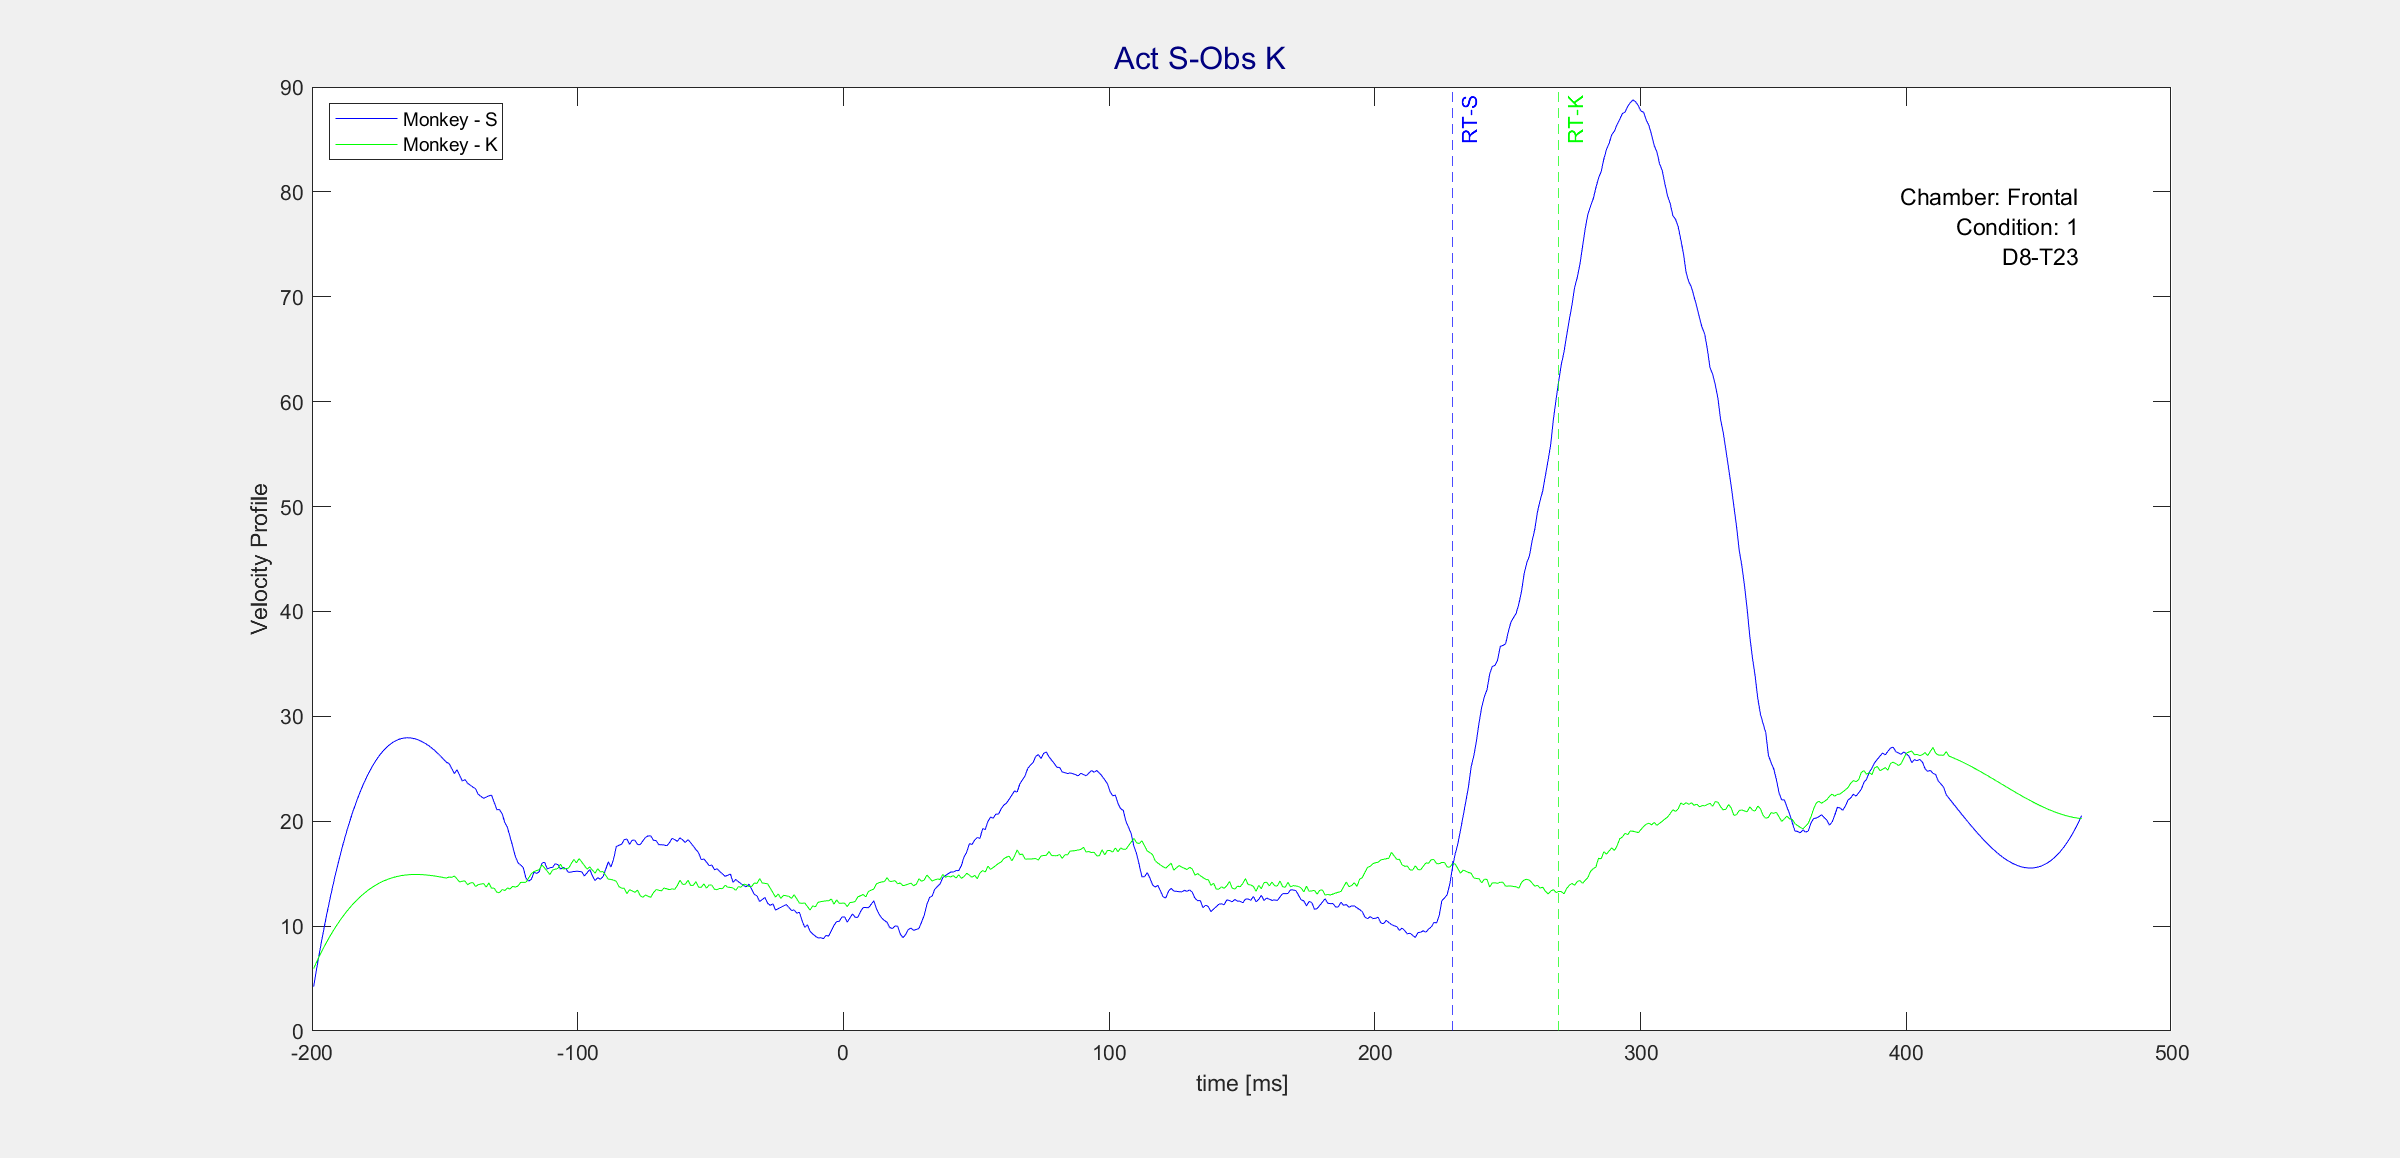 Act S-Obs K
Monkey - S
Monkey - K
RT-S
RT-K
Chamber: Frontal
Condition: 1
D8-T23
Velocity Profile
90
80
70
60
50
40
30
20
10
0
-200
-100
0
100
200
300
400
500
time [ms]